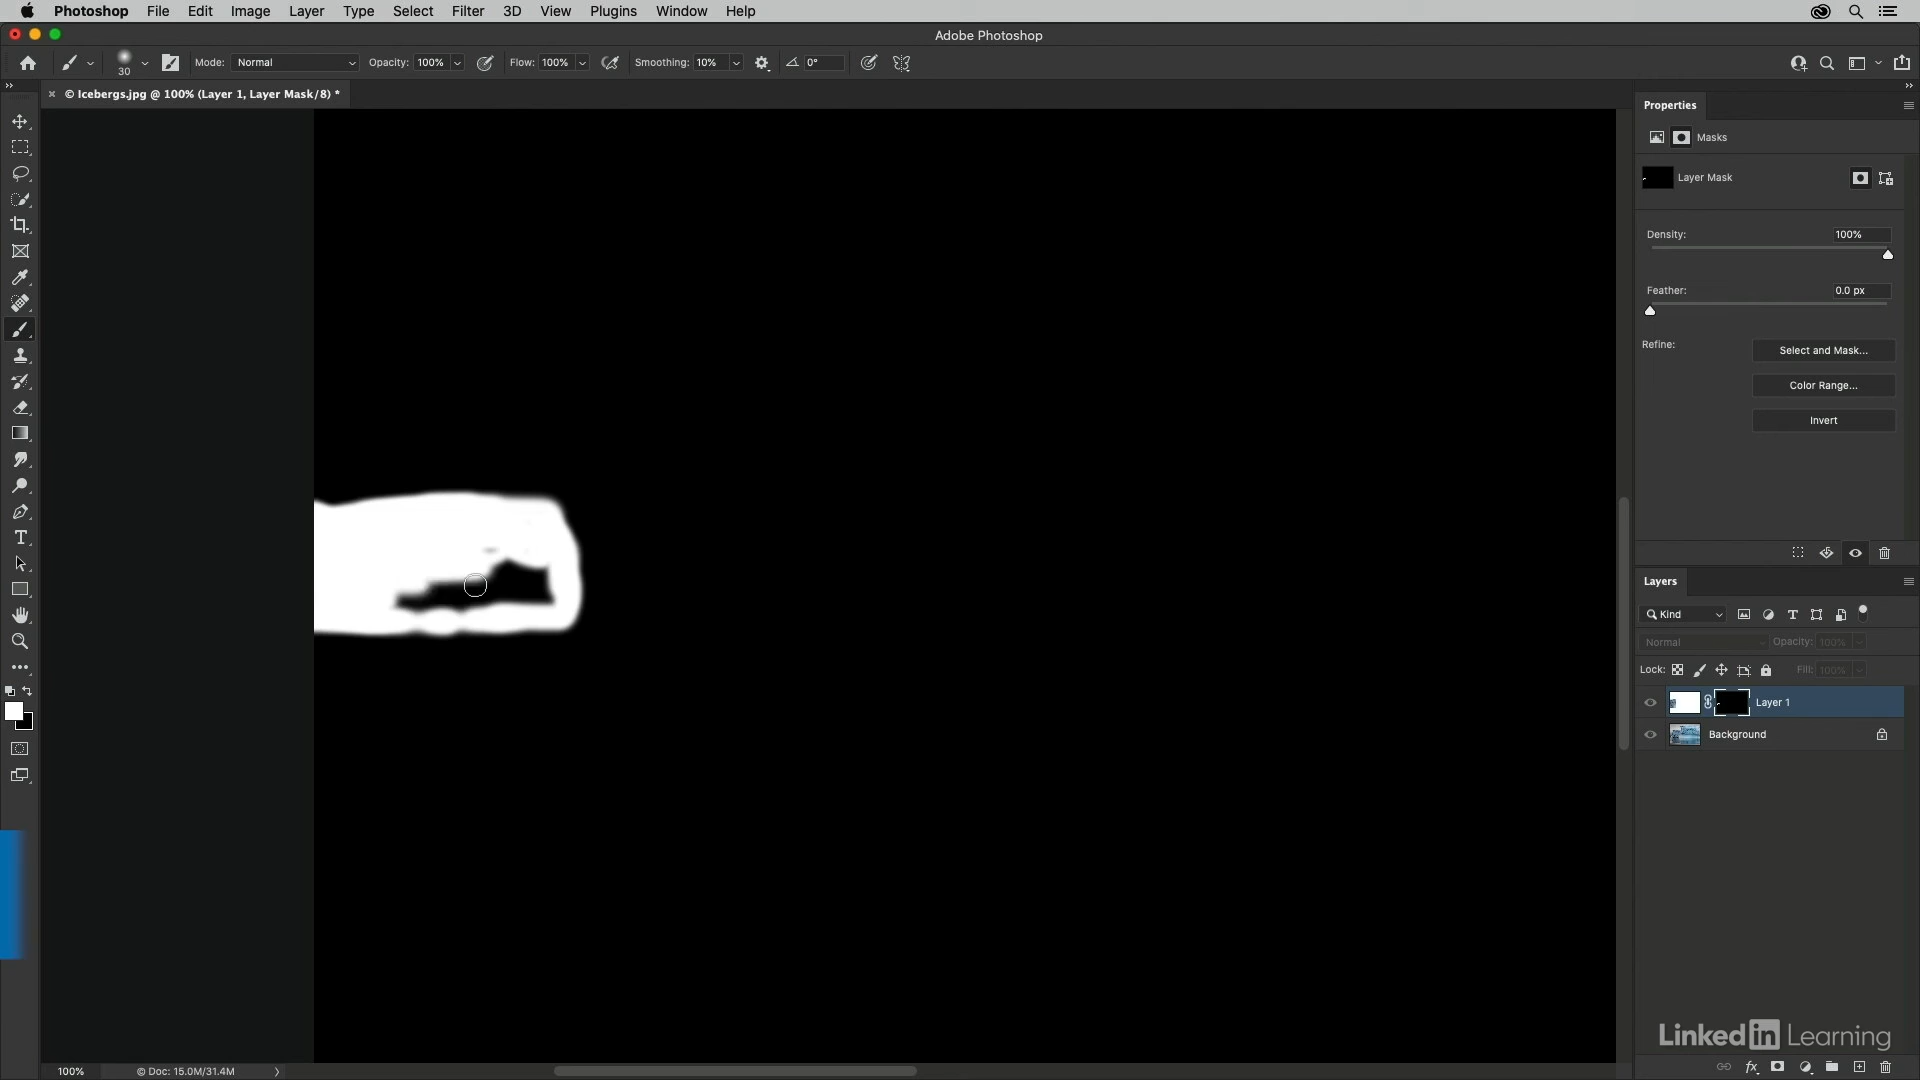 Photoshop File Edit Image Layer Type Select Filter 3D View Plugins Window Help
Adobe Photoshop
30 Mode: Normal Opacity: 100% Flow: 100% Smoothing: 10% 0°
© Icebergs.jpg @ 100% (Layer 1, Layer Mask/8) *
Properties
Masks
Layer Mask
Density: 100%
Feather: 0.0 px
Refine: Select and Mask...
Color Range...
Invert
Layers
Kind
Normal Opacity: 100%
Lock: Fill: 100%
Layer 1
Background
LinkedIn Learning
100% © Doc: 15.0M/31.4M